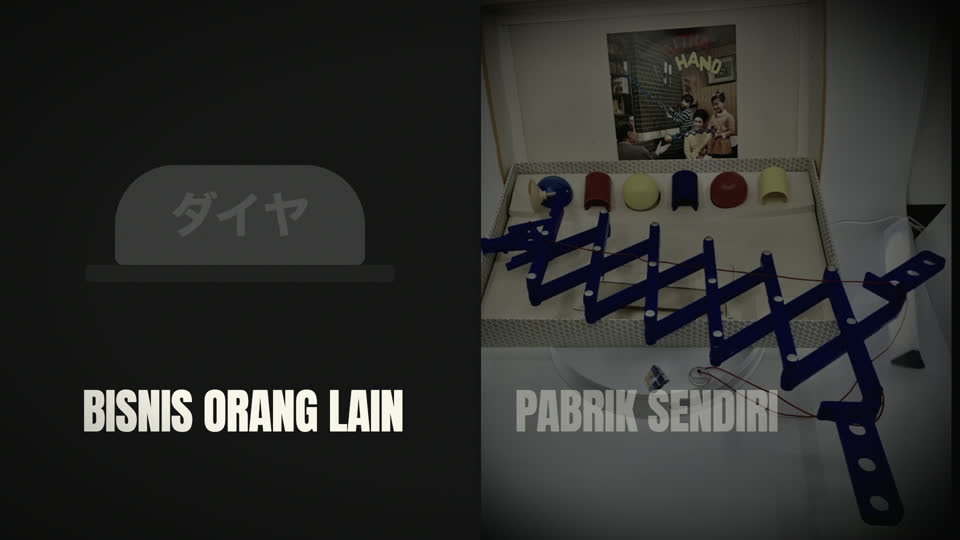 ダイヤ
BISNIS ORANG LAIN
HAND
PABRIK SENDIRI